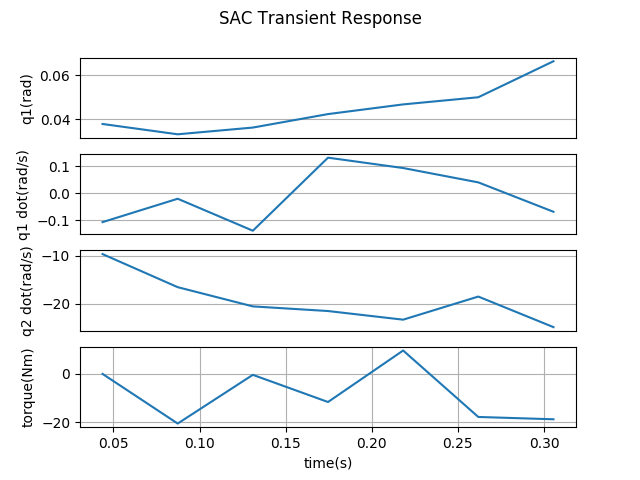 SAC Transient Response
q1(rad)
0.06
0.04
q1 dot(rad/s)
0.1
0.0
−0.1
q2 dot(rad/s)
−10
−20
torque(Nm)
0
−20
0.05 0.10 0.15 0.20 0.25 0.30
time(s)